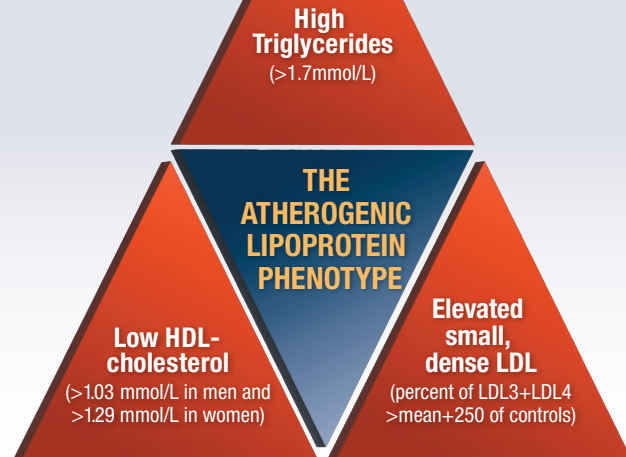 High
Triglycerides
(>1.7mmol/L)
THE
ATHEROGENIC
LIPOPROTEIN
PHENOTYPE
Low HDL-
cholesterol
(>1.03 mmol/L in men and
>1.29 mmol/L in women)
Elevated
small,
dense LDL
(percent of LDL3+LDL4
>mean+250 of controls)